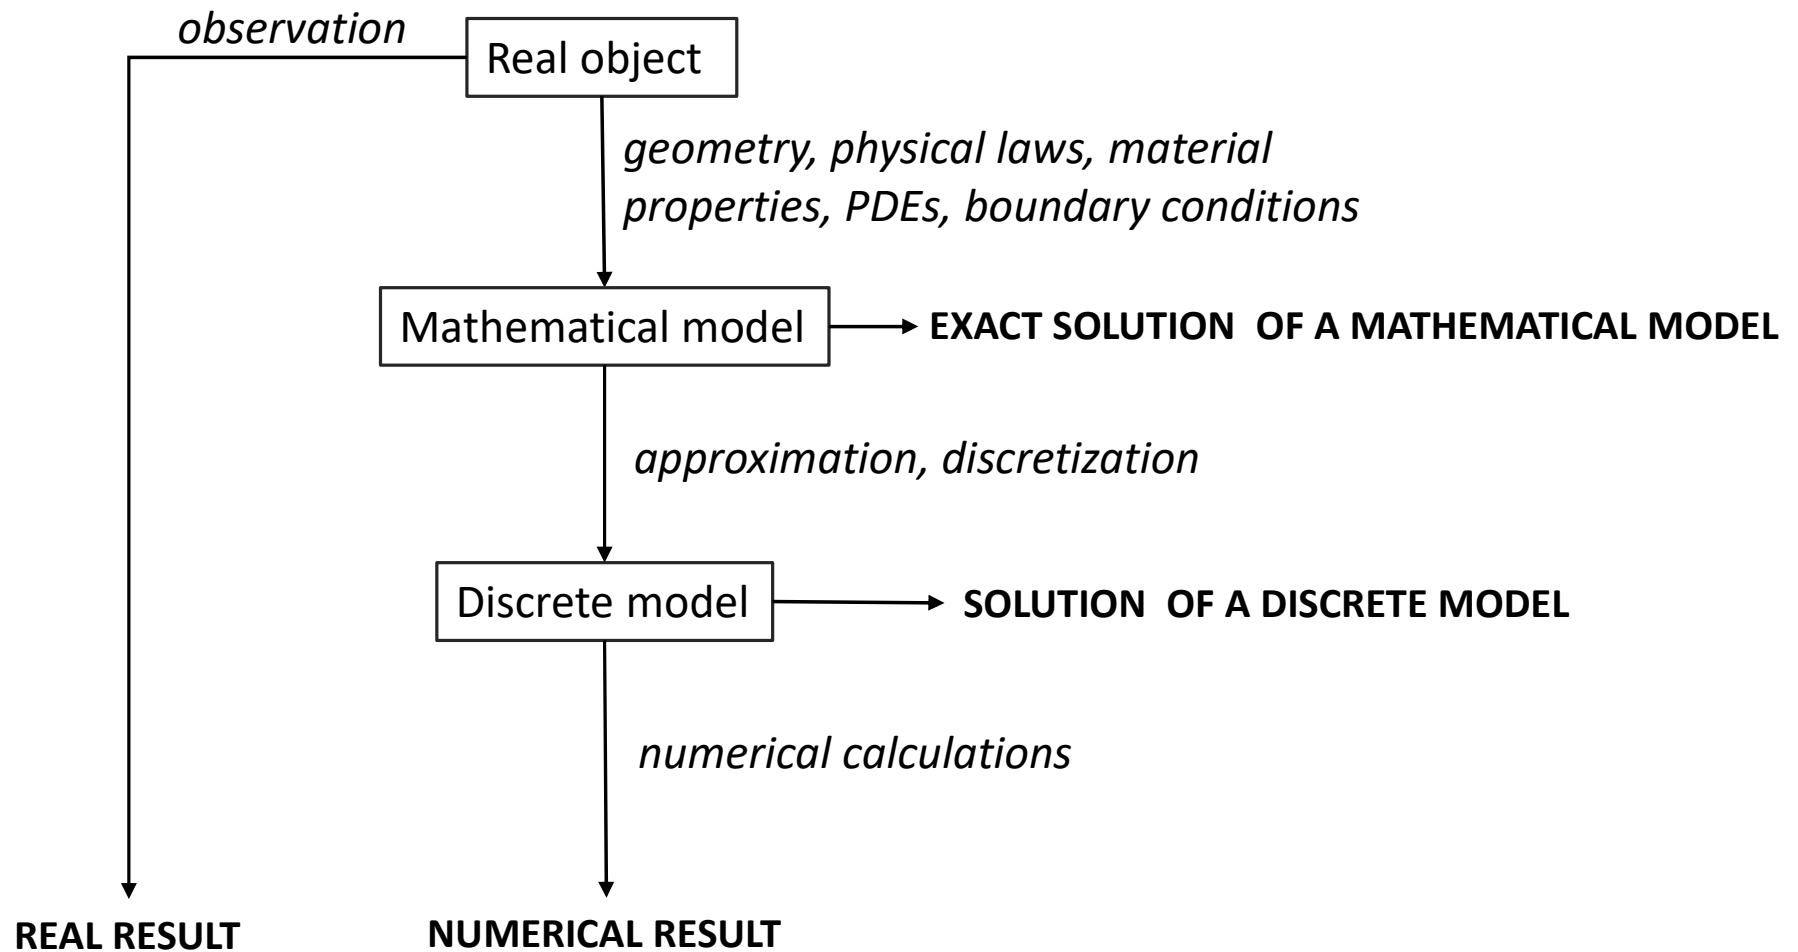 observation
Real object
geometry, physical laws, material
properties, PDEs, boundary conditions
Mathematical model
EXACT SOLUTION OF A MATHEMATICAL MODEL
approximation, discretization
Discrete model
SOLUTION OF A DISCRETE MODEL
numerical calculations
REAL RESULT
NUMERICAL RESULT